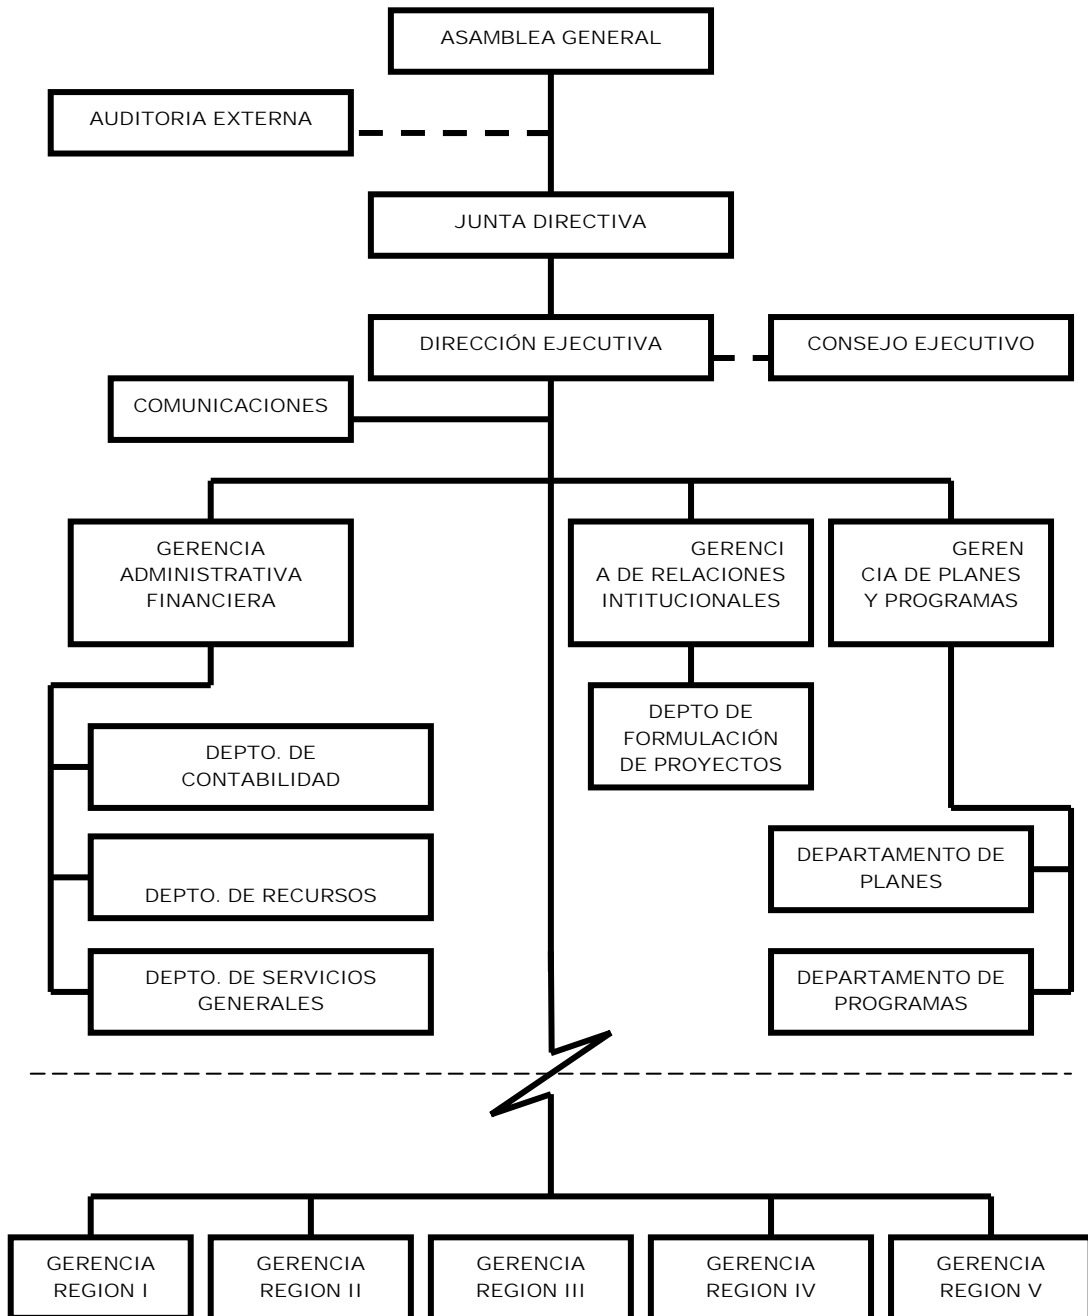 ASAMBLEA GENERAL
AUDITORIA EXTERNA
JUNTA DIRECTIVA
DIRECCIÓN EJECUTIVA
CONSEJO EJECUTIVO
COMUNICACIONES
GERENCIA
ADMINISTRATIVA
FINANCIERA
GERENCI
A DE RELACIONES
INTITUCIONALES
GEREN
CIA DE PLANES
Y PROGRAMAS
DEPTO DE
FORMULACIÓN
DE PROYECTOS
DEPTO. DE
CONTABILIDAD
DEPTO. DE RECURSOS
DEPTO. DE SERVICIOS
GENERALES
DEPARTAMENTO DE
PLANES
DEPARTAMENTO DE
PROGRAMAS
GERENCIA
REGION I
GERENCIA
REGION II
GERENCIA
REGION III
GERENCIA
REGION IV
GERENCIA
REGION V